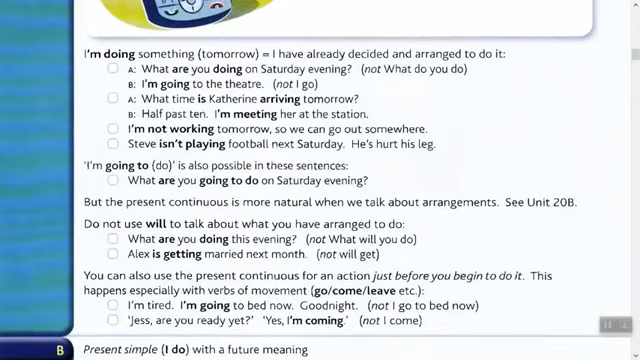 I'm doing something (tomorrow) = I have already decided and arranged to do it:
A: What are you doing on Saturday evening? (not What do you do)
B: I'm going to the theatre. (not I go)
A: What time is Katherine arriving tomorrow?
B: Half past ten. I'm meeting her at the station.
I'm not working tomorrow, so we can go out somewhere.
Steve isn't playing football next Saturday. He's hurt his leg.
'I'm going to (do)' is also possible in these sentences:
What are you going to do on Saturday evening?
But the present continuous is more natural when we talk about arrangements. See Unit 20B.
Do not use will to talk about what you have arranged to do:
What are you doing this evening? (not What will you do)
Alex is getting married next month. (not will get)
You can also use the present continuous for an action just before you begin to do it. This
happens especially with verbs of movement (go/come/leave etc.):
I'm tired. I'm going to bed now. Goodnight. (not I go to bed now)
'Jess, are you ready yet?' 'Yes, I'm coming.' (not I come)
B Present simple (I do) with a future meaning